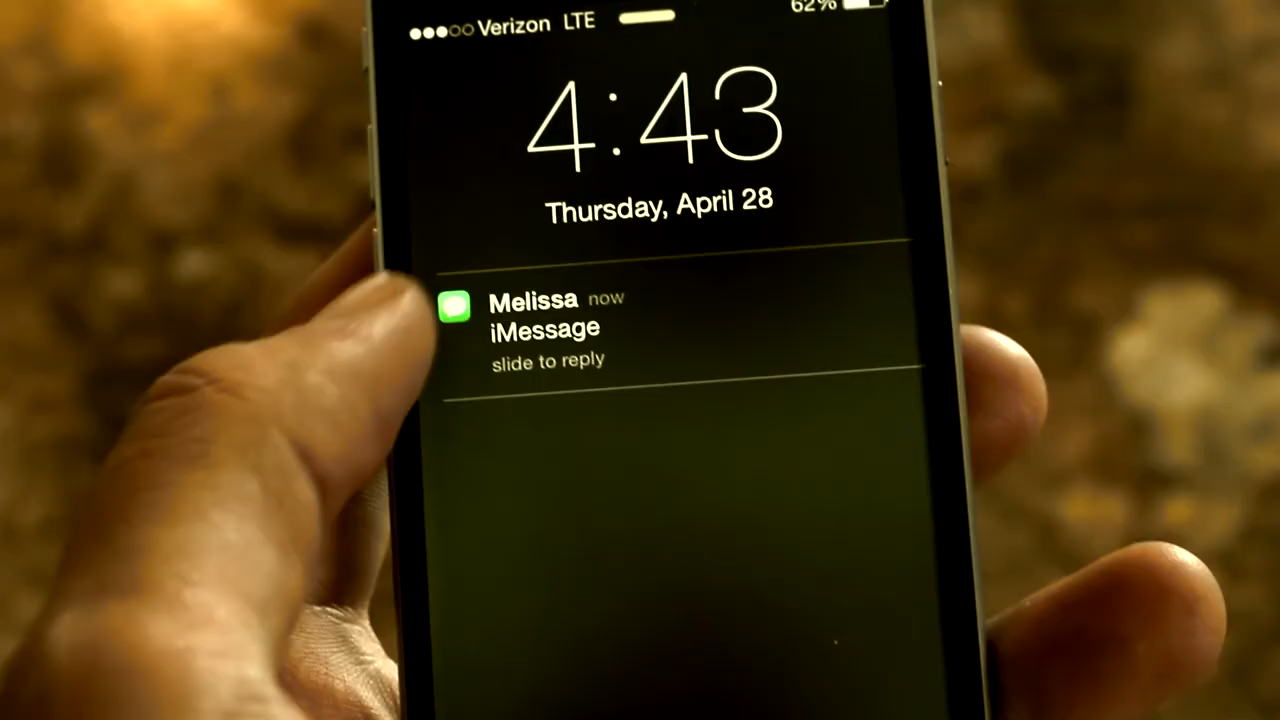 Verizon LTE 62%
4:43
Thursday, April 28
Melissa now
iMessage
slide to reply